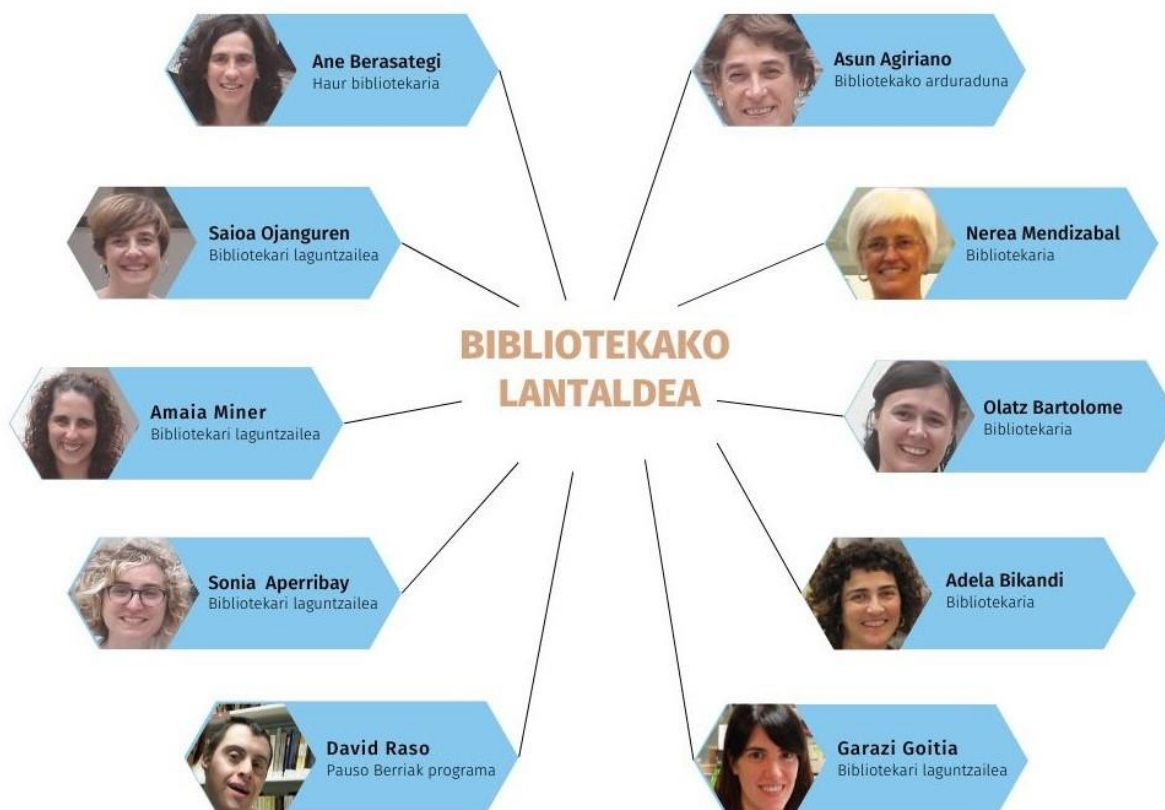 Ane Berasategi
Haur bibliotekaria
Asun Agiriano
Bibliotekako arduraduna
Saioa Ojanguren
Bibliotekari laguntzailea
Nerea Mendizabal
Bibliotekaria
BIBLIOTEKAKO
LANTALDEA
Amaia Miner
Bibliotekari laguntzailea
Olatz Bartolome
Bibliotekaria
Sonia Aperribay
Bibliotekari laguntzailea
Adela Bikandi
Bibliotekaria
David Raso
Pauso Berriak programa
Garazi Goitia
Bibliotekari laguntzailea